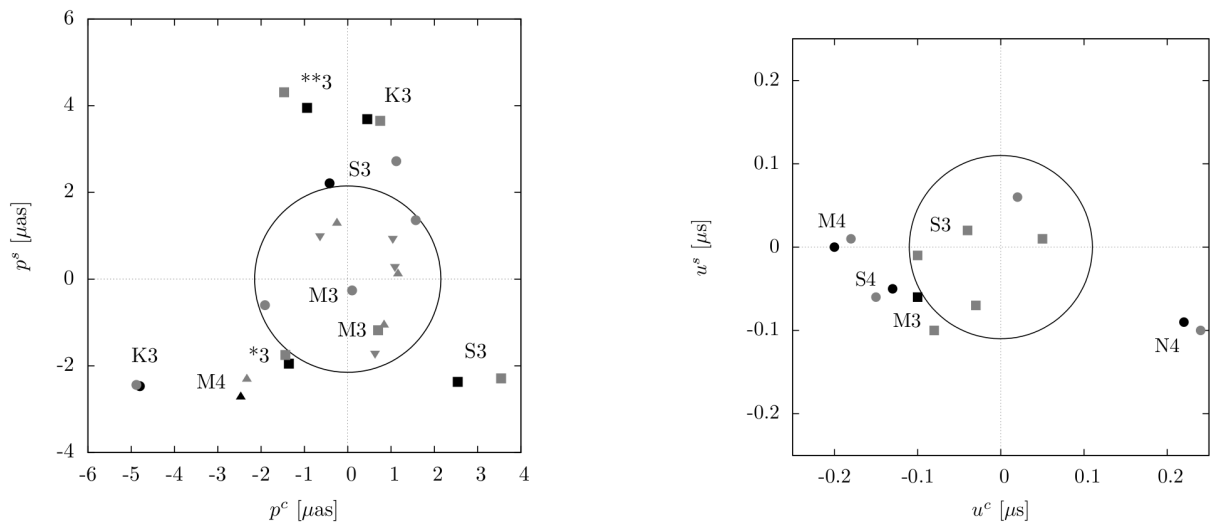 6
4
2
0
-2
-4
-6
-5
-4
-3
-2
-1
0
1
2
3
4
p^s [μas]
p^c [μas]
**3
K3
S3
M3
M3
*3
S3
K3
M4
0.2
0.1
0
-0.1
-0.2
-0.2
-0.1
0
0.1
0.2
u^s [μs]
u^c [μs]
M4
S3
S4
M3
N4